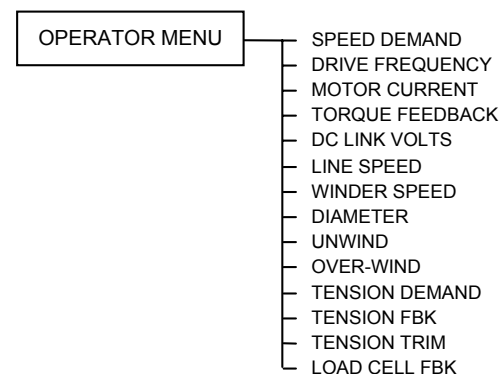 OPERATOR MENU
SPEED DEMAND
DRIVE FREQUENCY
MOTOR CURRENT
TORQUE FEEDBACK
DC LINK VOLTS
LINE SPEED
WINDER SPEED
DIAMETER
UNWIND
OVER-WIND
TENSION DEMAND
TENSION FBK
TENSION TRIM
LOAD CELL FBK